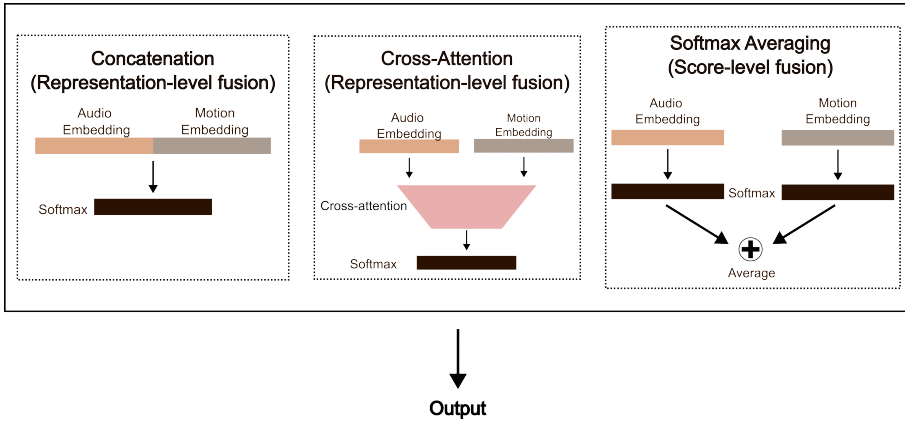 Concatenation
(Representation-level fusion)
Audio
Embedding
Motion
Embedding
Softmax
Cross-Attention
(Representation-level fusion)
Audio
Embedding
Motion
Embedding
Cross-attention
Softmax
Softmax Averaging
(Score-level fusion)
Audio
Embedding
Motion
Embedding
Softmax
Average
Output